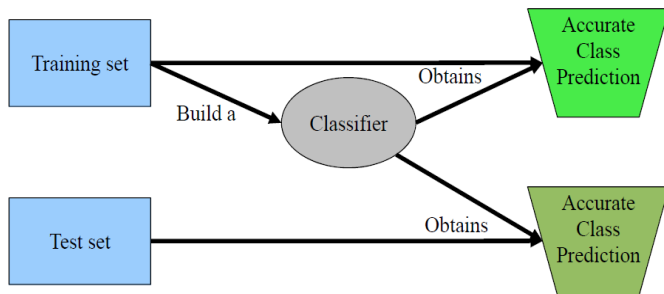 Training set
Build a
Classifier
Obtains
Accurate
Class
Prediction
Test set
Obtains
Accurate
Class
Prediction